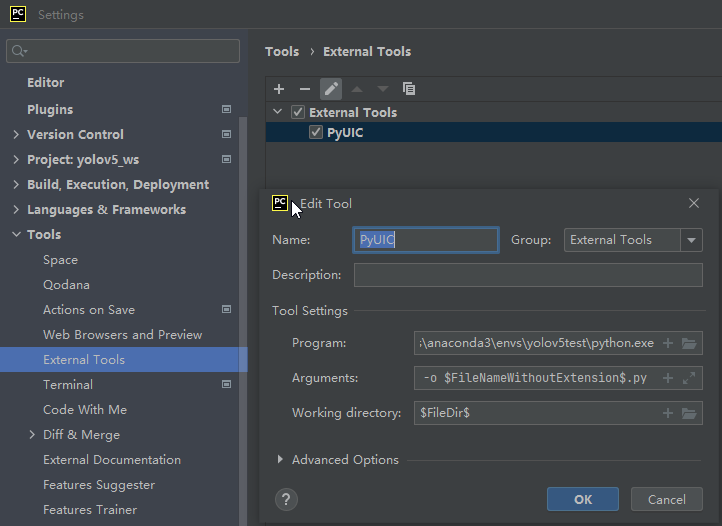 PC Settings
Tools › External Tools
Editor
Plugins
Version Control
Project: yolov5_ws
Build, Execution, Deployment
Languages & Frameworks
Tools
Space
Qodana
Actions on Save
Web Browsers and Preview
External Tools
Terminal
Code With Me
Diff & Merge
External Documentation
Features Suggester
Features Trainer
External Tools
PyUIC
PC Edit Tool
Name: PyUIC Group: External Tools
Description:
Tool Settings
Program: \anaconda3\envs\yolov5test\python.exe
Arguments: -o $FileNameWithoutExtension$.py
Working directory: $FileDir$
Advanced Options
? OK Cancel